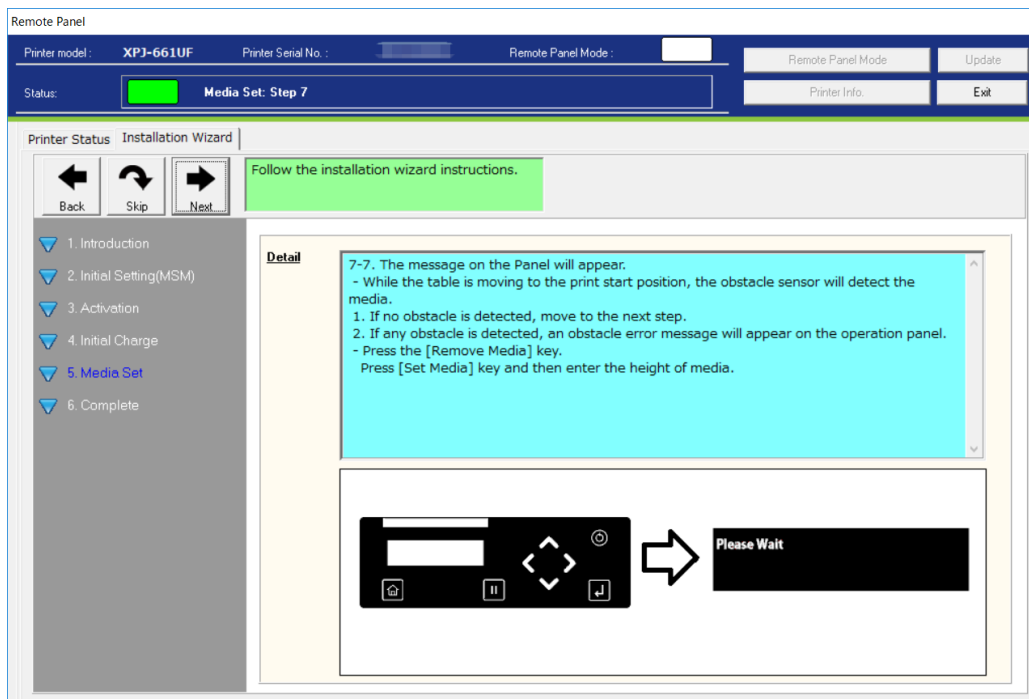 Remote Panel
Printer model : XPJ-661UF Printer Serial No. : Remote Panel Mode :
Remote Panel Mode Update
Status: Media Set: Step 7
Printer Info. Exit
Printer Status Installation Wizard
Back Skip Next
Follow the installation wizard instructions.
1. Introduction
2. Initial Setting(MSM)
3. Activation
4. Initial Charge
5. Media Set
6. Complete
Detail
7-7. The message on the Panel will appear.
- While the table is moving to the print start position, the obstacle sensor will detect the
media.
1. If no obstacle is detected, move to the next step.
2. If any obstacle is detected, an obstacle error message will appear on the operation panel.
- Press the [Remove Media] key.
Press [Set Media] key and then enter the height of media.
Please Wait